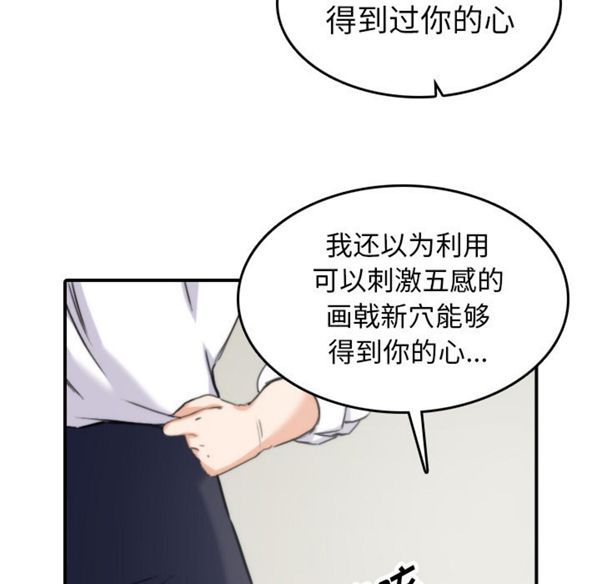 得到过你的心
我还以为利用
可以刺激五感的
画戟新穴能够
得到你的心...